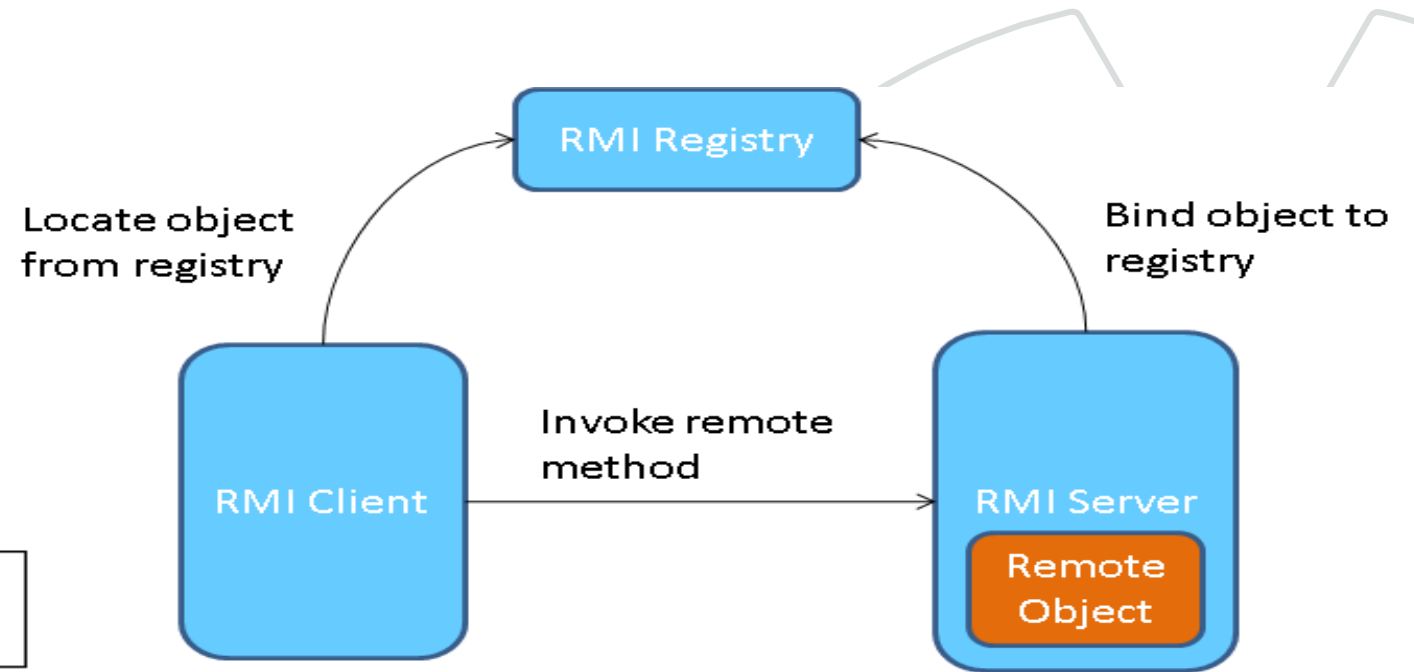 RMI Registry
Locate object
from registry
Bind object to
registry
Invoke remote
method
RMI Client
RMI Server
Remote
Object